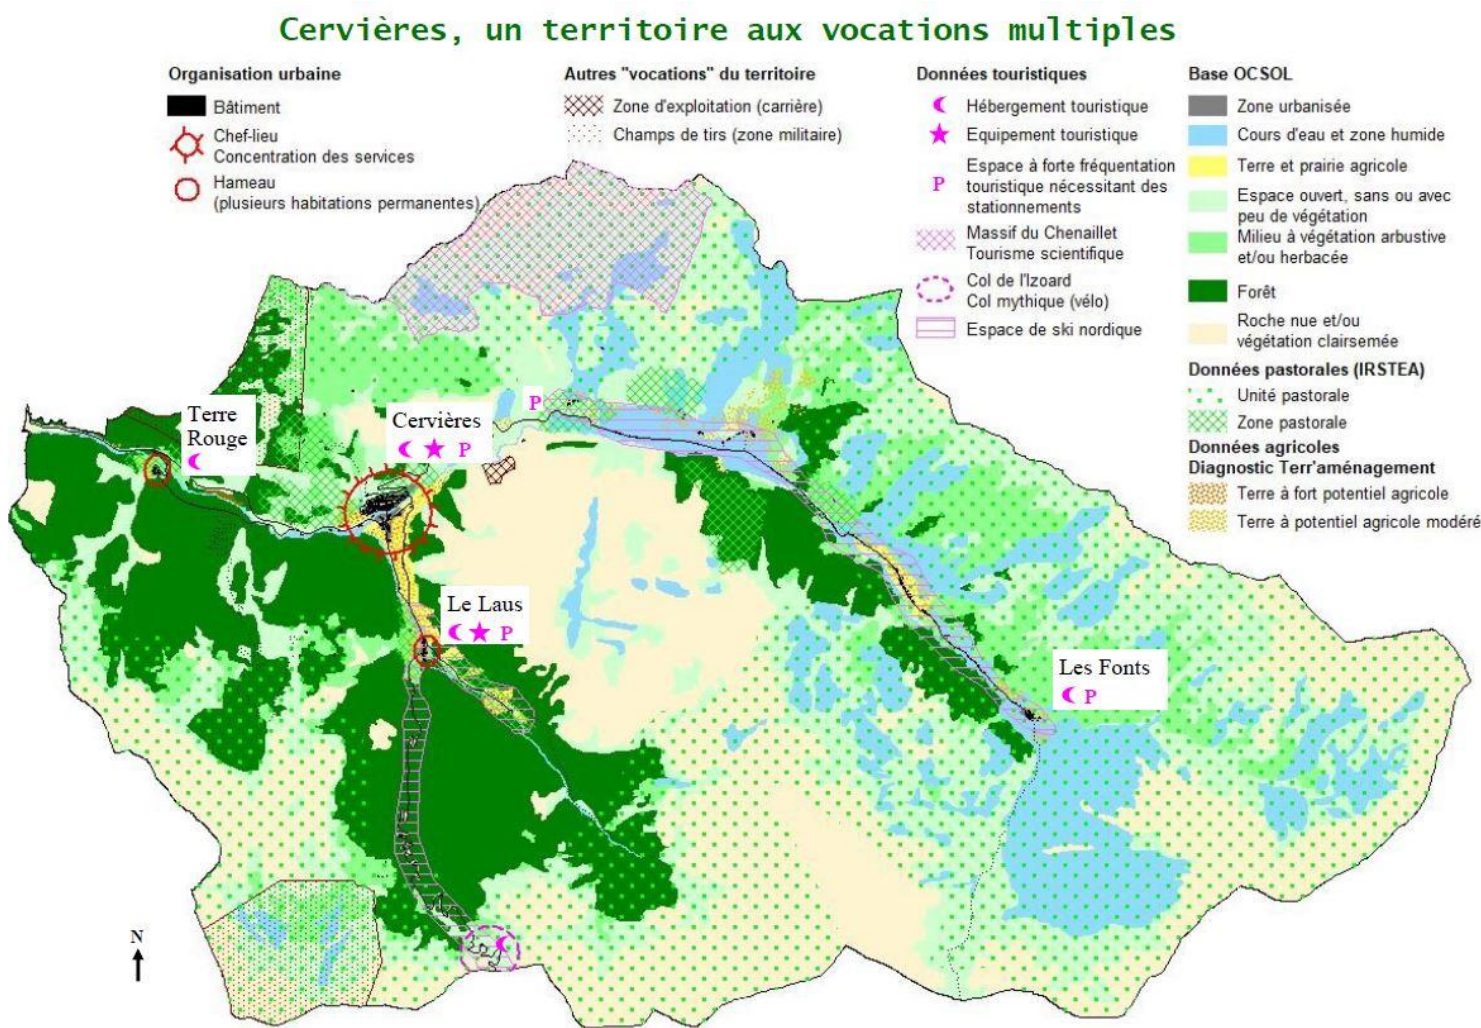 Cervières, un territoire aux vocations multiples
Organisation urbaine
Bâtiment
Chef-lieu
Concentration des services
Hameau
(plusieurs habitations permanentes)
Autres "vocations" du territoire
Zone d'exploitation (carrière)
Champs de tirs (zone militaire)
Données touristiques
Hébergement touristique
Equipement touristique
P
Espace à forte fréquentation
touristique nécessitant des
stationnements
Massif du Chenaillet
Tourisme scientifique
Col de l'Izoard
Col mythique (vélo)
Espace de ski nordique
Base OCSOL
Zone urbanisée
Cours d'eau et zone humide
Terre et prairie agricole
Espace ouvert, sans ou avec
peu de végétation
Milieu à végétation arbustive
et/ou herbacée
Forêt
Roche nue et/ou
végétation clairsemée
Données pastorales (IRSTEA)
Unité pastorale
Zone pastorale
Données agricoles
Diagnostic Terr'aménagement
Terre à fort potentiel agricole
Terre à potentiel agricole modéré
P
Terre
Rouge
Cervières
P
Le Laus
P
Les Fonts
P
N